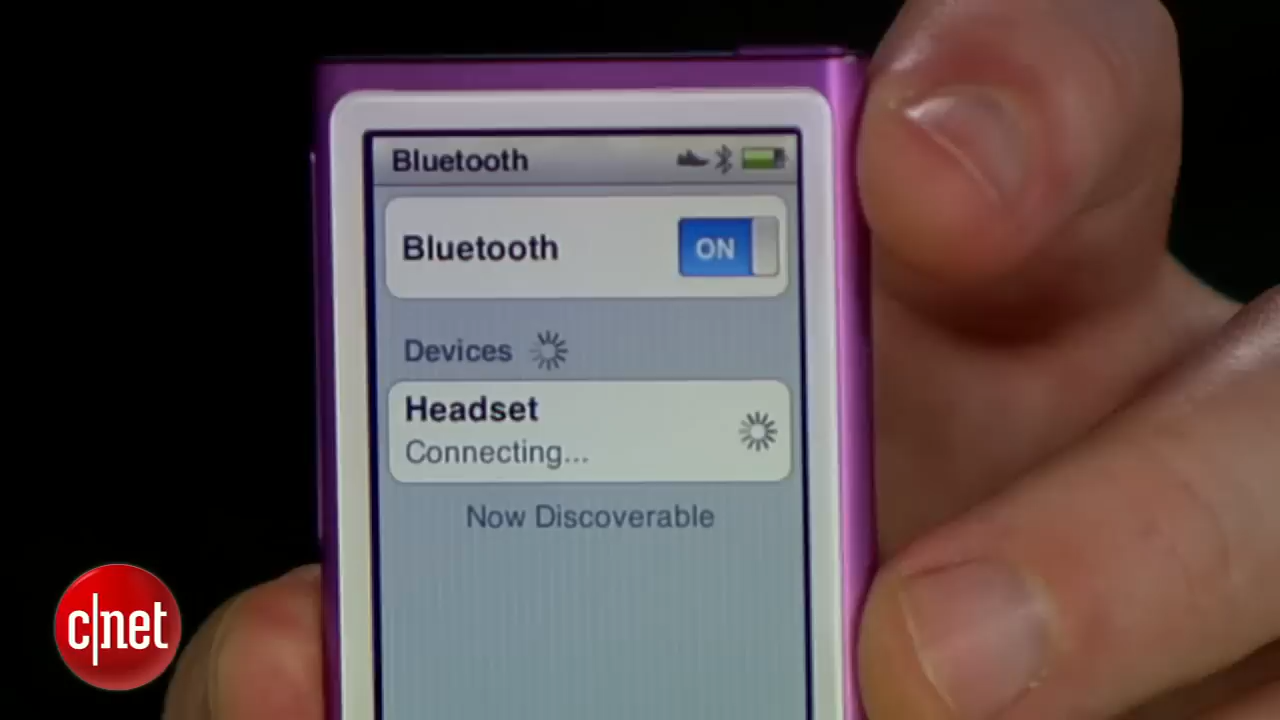 Bluetooth
Bluetooth
ON
Devices
Headset
Connecting...
Now Discoverable
c|net